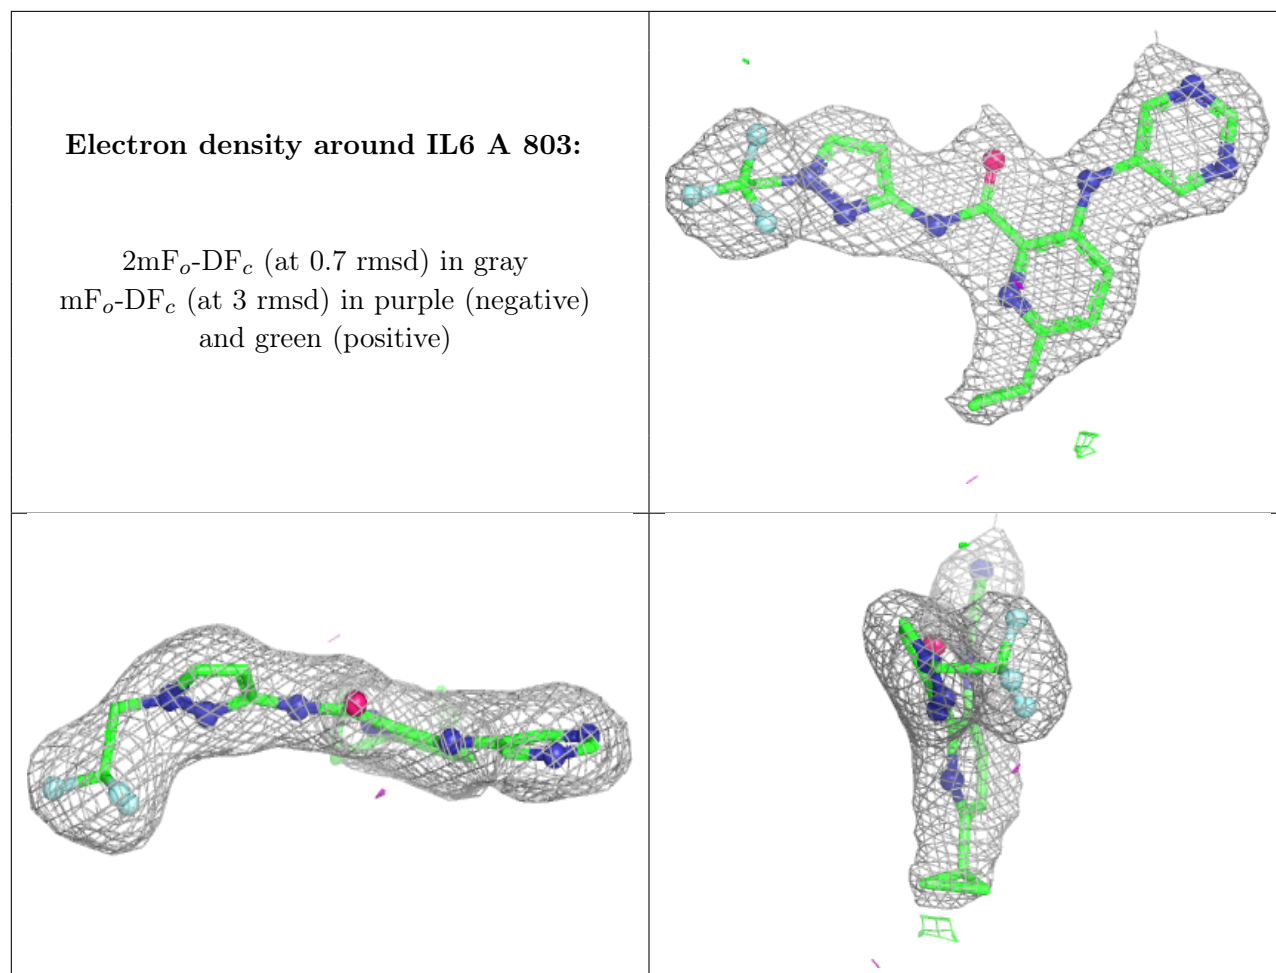 Electron density around IL6 A 803:
2mFo-DFc (at 0.7 rmsd) in gray
mFo-DFc (at 3 rmsd) in purple (negative)
and green (positive)